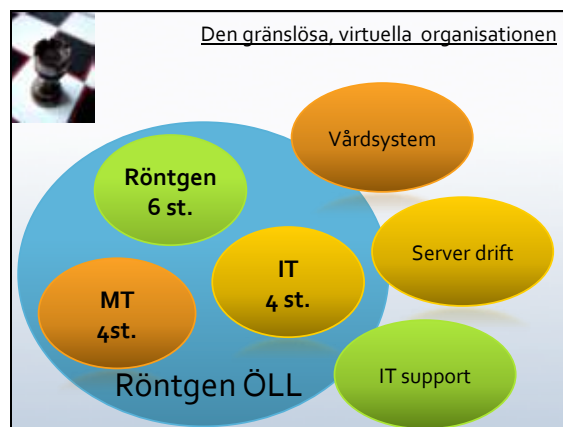 Den gränslösa, virtuella organisationen
Vårdsystem
Röntgen
6 st.
Server drift
IT
4 st.
MT
4st.
IT support
Röntgen ÖLL